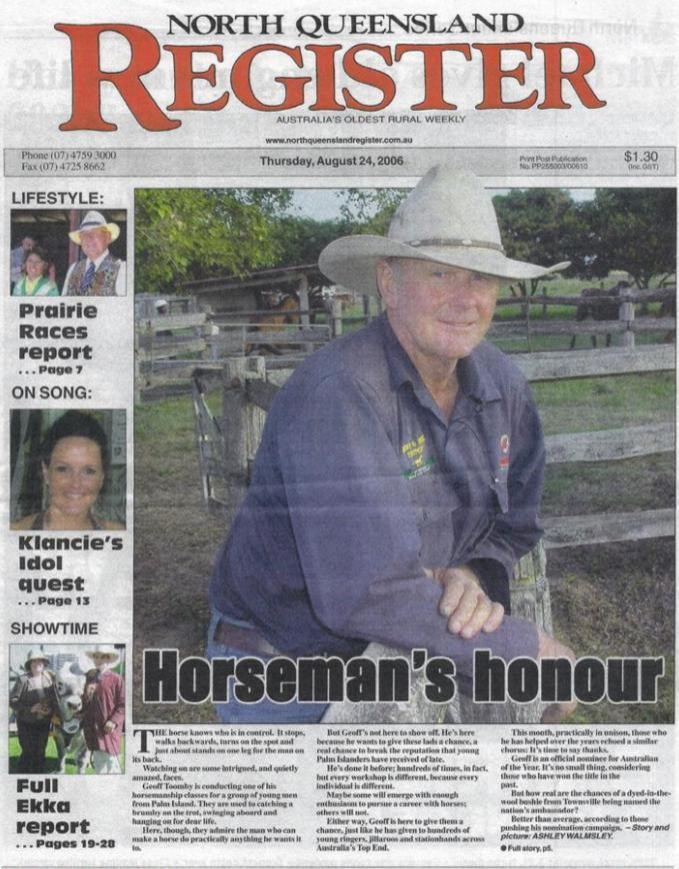 NORTH QUEENSLAND
REGISTER
AUSTRALIA'S OLDEST RURAL WEEKLY
www.northqueenslandregister.com.au
Phone (07) 4759 3000
Fax (07) 4725 8662
Thursday, August 24, 2006
Print Post Publication
No. PP255003/00610
$1.30
(inc. GST)
LIFESTYLE:
Prairie
Races
report
... Page 7
ON SONG:
Klancie's
Idol
quest
... Page 13
SHOWTIME
Full
Ekka
report
... Pages 19-28
Horseman's honour
THE horse knows who is in control. It stops,
walks backwards, turns on the spot and
just about stands on one leg for the man on
its back.
Watching on are some intrigued, and quietly
amazed, faces.
Geoff Toomby is conducting one of his
horsemanship classes for a group of young men
from Palm Island. They are used to catching a
brumby on the trot, swinging aboard and
hanging on for dear life.
Here, though, they admire the man who can
make a horse do practically anything he wants it
to.
But Geoff's not here to show off. He's here
because he wants to give these lads a chance, a
real chance to break the reputation that young
Palm Islanders have received of late.
He's done it before; hundreds of times, in fact,
but every workshop is different, because every
individual is different.
Maybe some will emerge with enough
enthusiasm to pursue a career with horses;
others will not.
Either way, Geoff is here to give them a
chance, just like he has given to hundreds of
young ringers, jillaroos and stationhands across
Australia's Top End.
This month, practically in unison, those who
he has helped over the years echoed a similar
chorus: It's time to say thanks.
Geoff is an official nominee for Australian
of the Year. It's no small thing, considering
those who have won the title in the
past.
But how real are the chances of a dyed-in-the-
wool bushie from Townsville being named the
nation's ambassador?
Better than average, according to those
pushing his nomination campaign. – Story and
picture: ASHLEY WALMSLEY.
● Full story, p5.